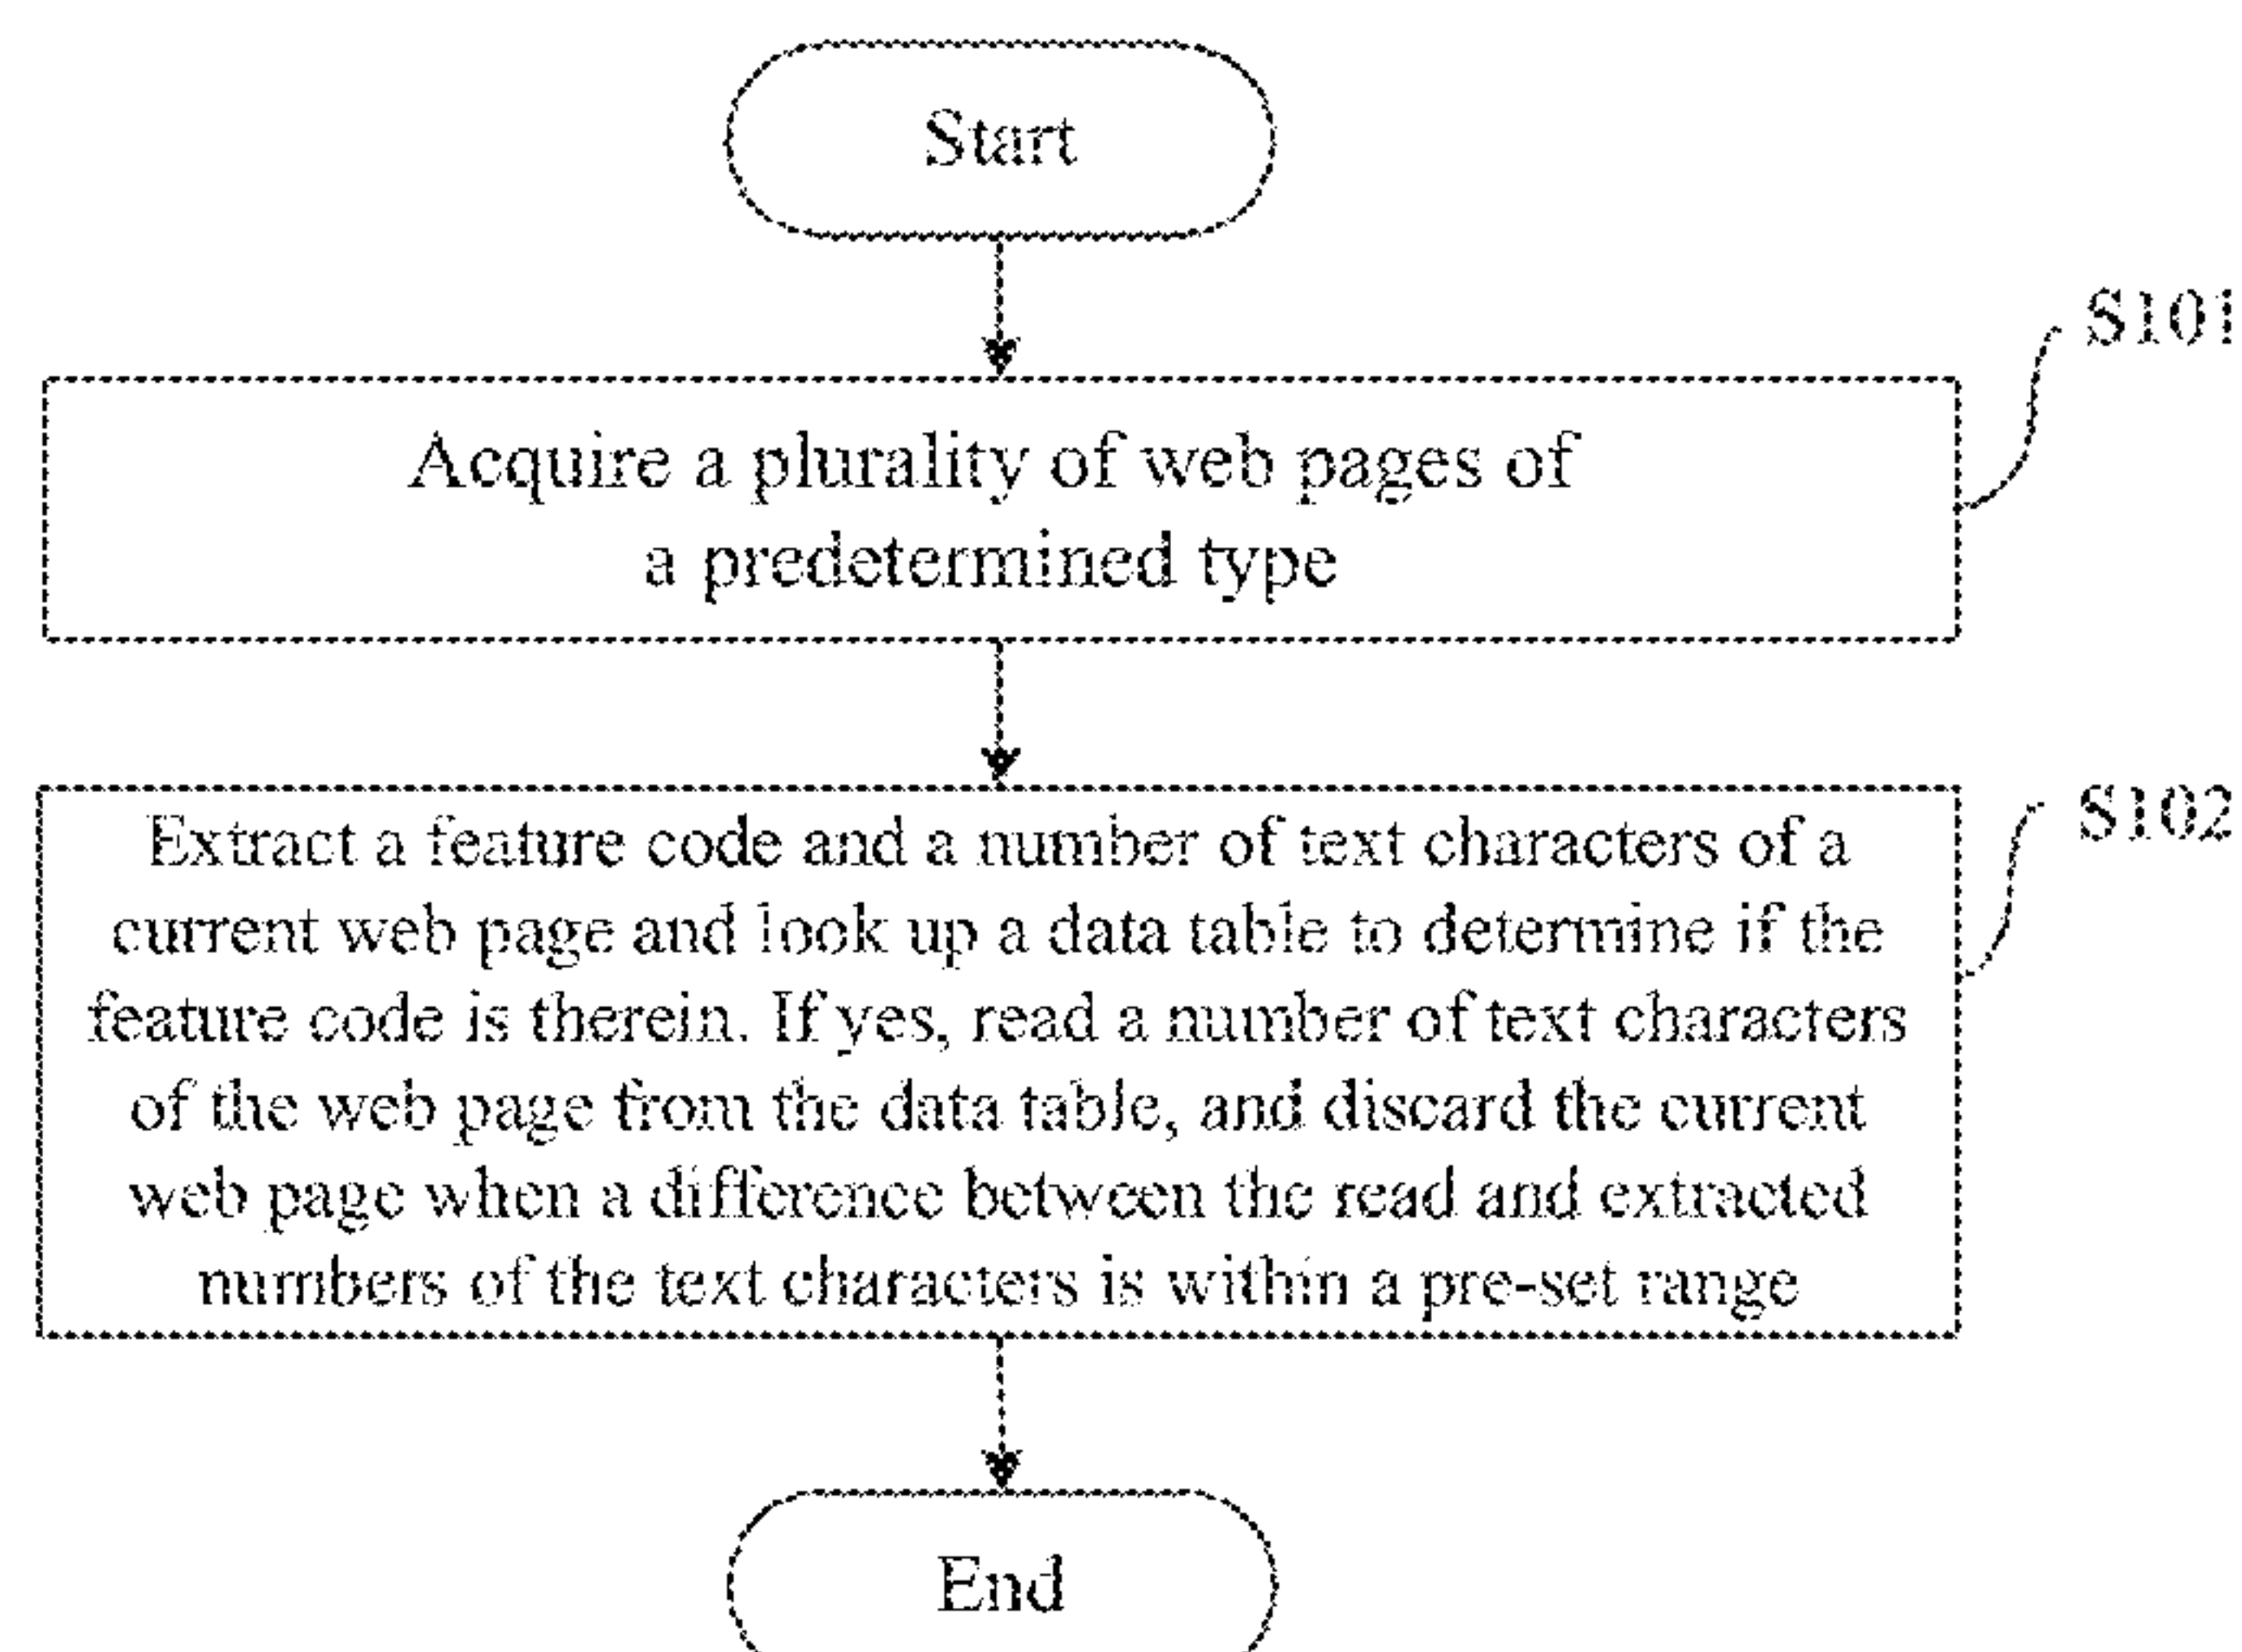 Start
S101
Acquire a plurality of web pages of
a predetermined type
S102
Extract a feature code and a number of text characters of a
current web page and look up a data table to determine if the
feature code is therein. If yes, read a number of text characters
of the web page from the data table, and discard the current
web page when a difference between the read and extracted
numbers of the text characters is within a pre-set range
End